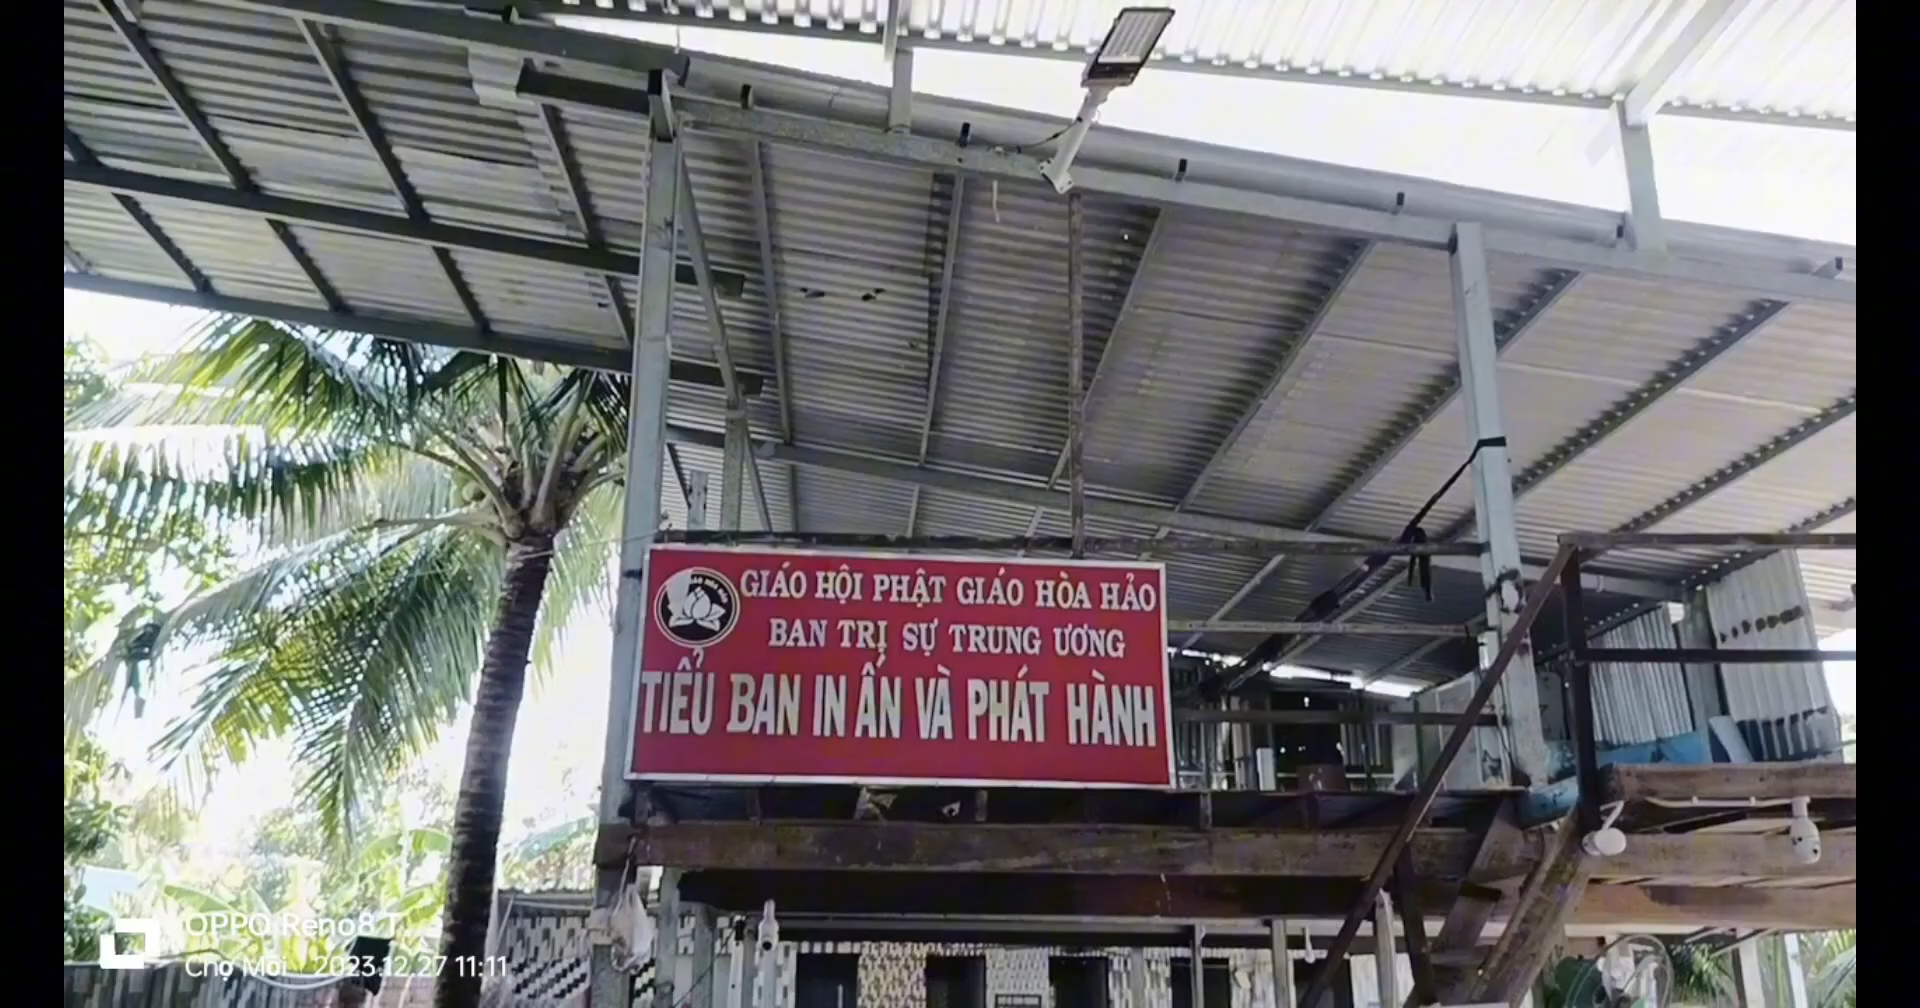 GIÁO HỘI PHẬT GIÁO HÒA HẢO
BAN TRỊ SỰ TRUNG ƯƠNG
TIỂU BAN IN ẤN VÀ PHÁT HÀNH
OPPO Reno8 T
Chợ Mới 2023.12.27 11:11